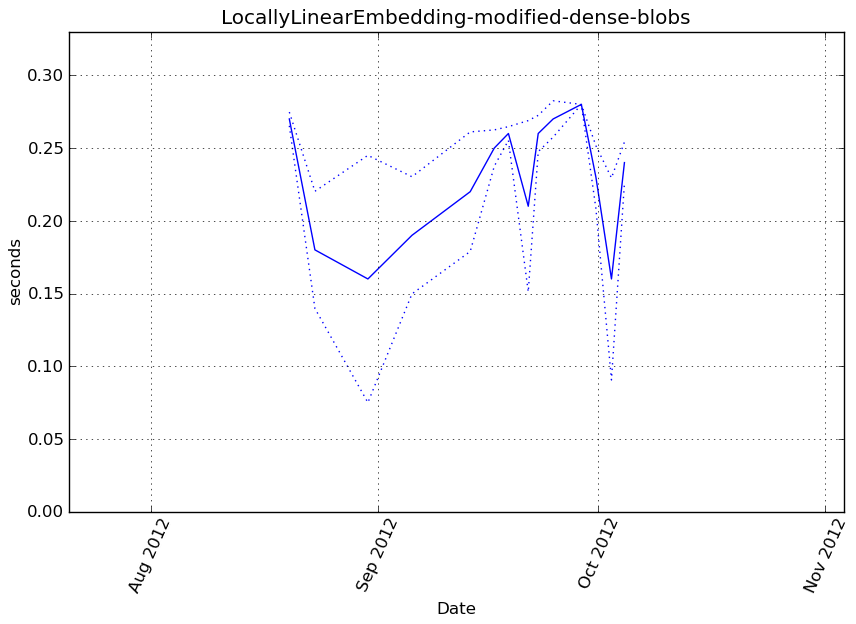 LocallyLinearEmbedding-modified-dense-blobs
0.30
0.25
0.20
0.15
0.10
0.05
0.00
seconds
Aug 2012
Sep 2012
Oct 2012
Nov 2012
Date